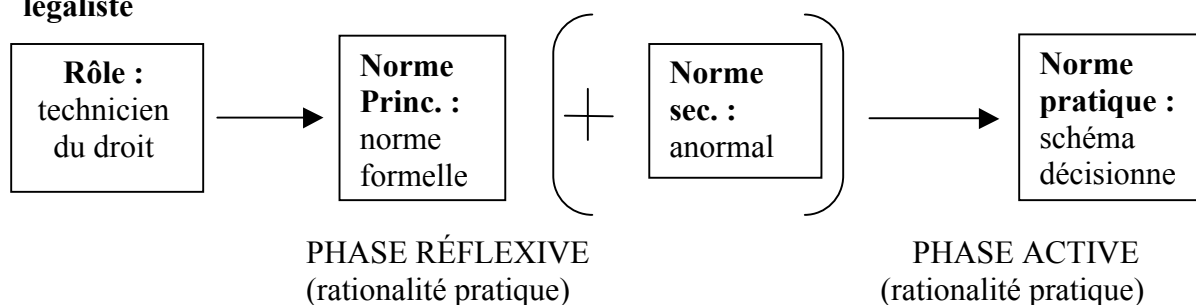 légaliste
Rôle :
technicien
du droit
Norme
Princ. :
norme
formelle
Norme
sec. :
anormal
Norme
pratique :
schéma
décisionne
PHASE RÉFLEXIVE
(rationalité pratique)
PHASE ACTIVE
(rationalité pratique)